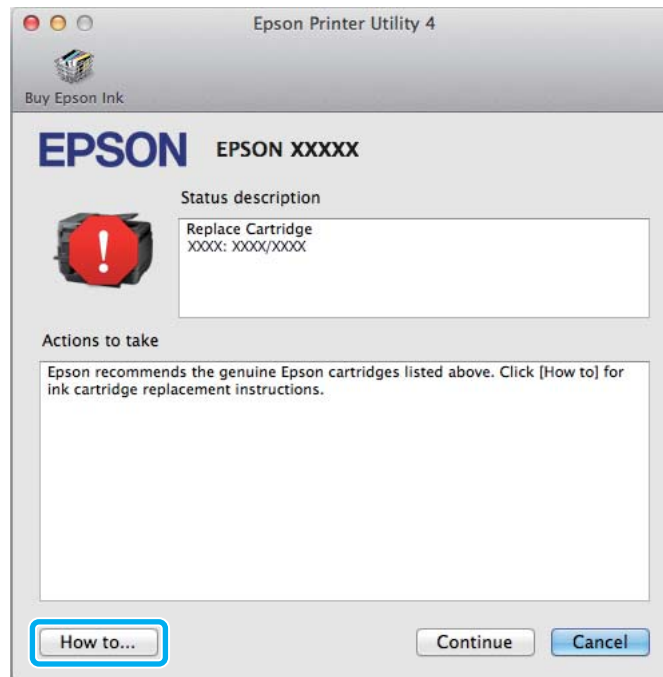 Epson Printer Utility 4
Buy Epson Ink
EPSON EPSON XXXXX
Status description
Replace Cartridge
XXXX: XXXX/XXXX
!
Actions to take
Epson recommends the genuine Epson cartridges listed above. Click [How to] for
ink cartridge replacement instructions.
How to... Continue Cancel